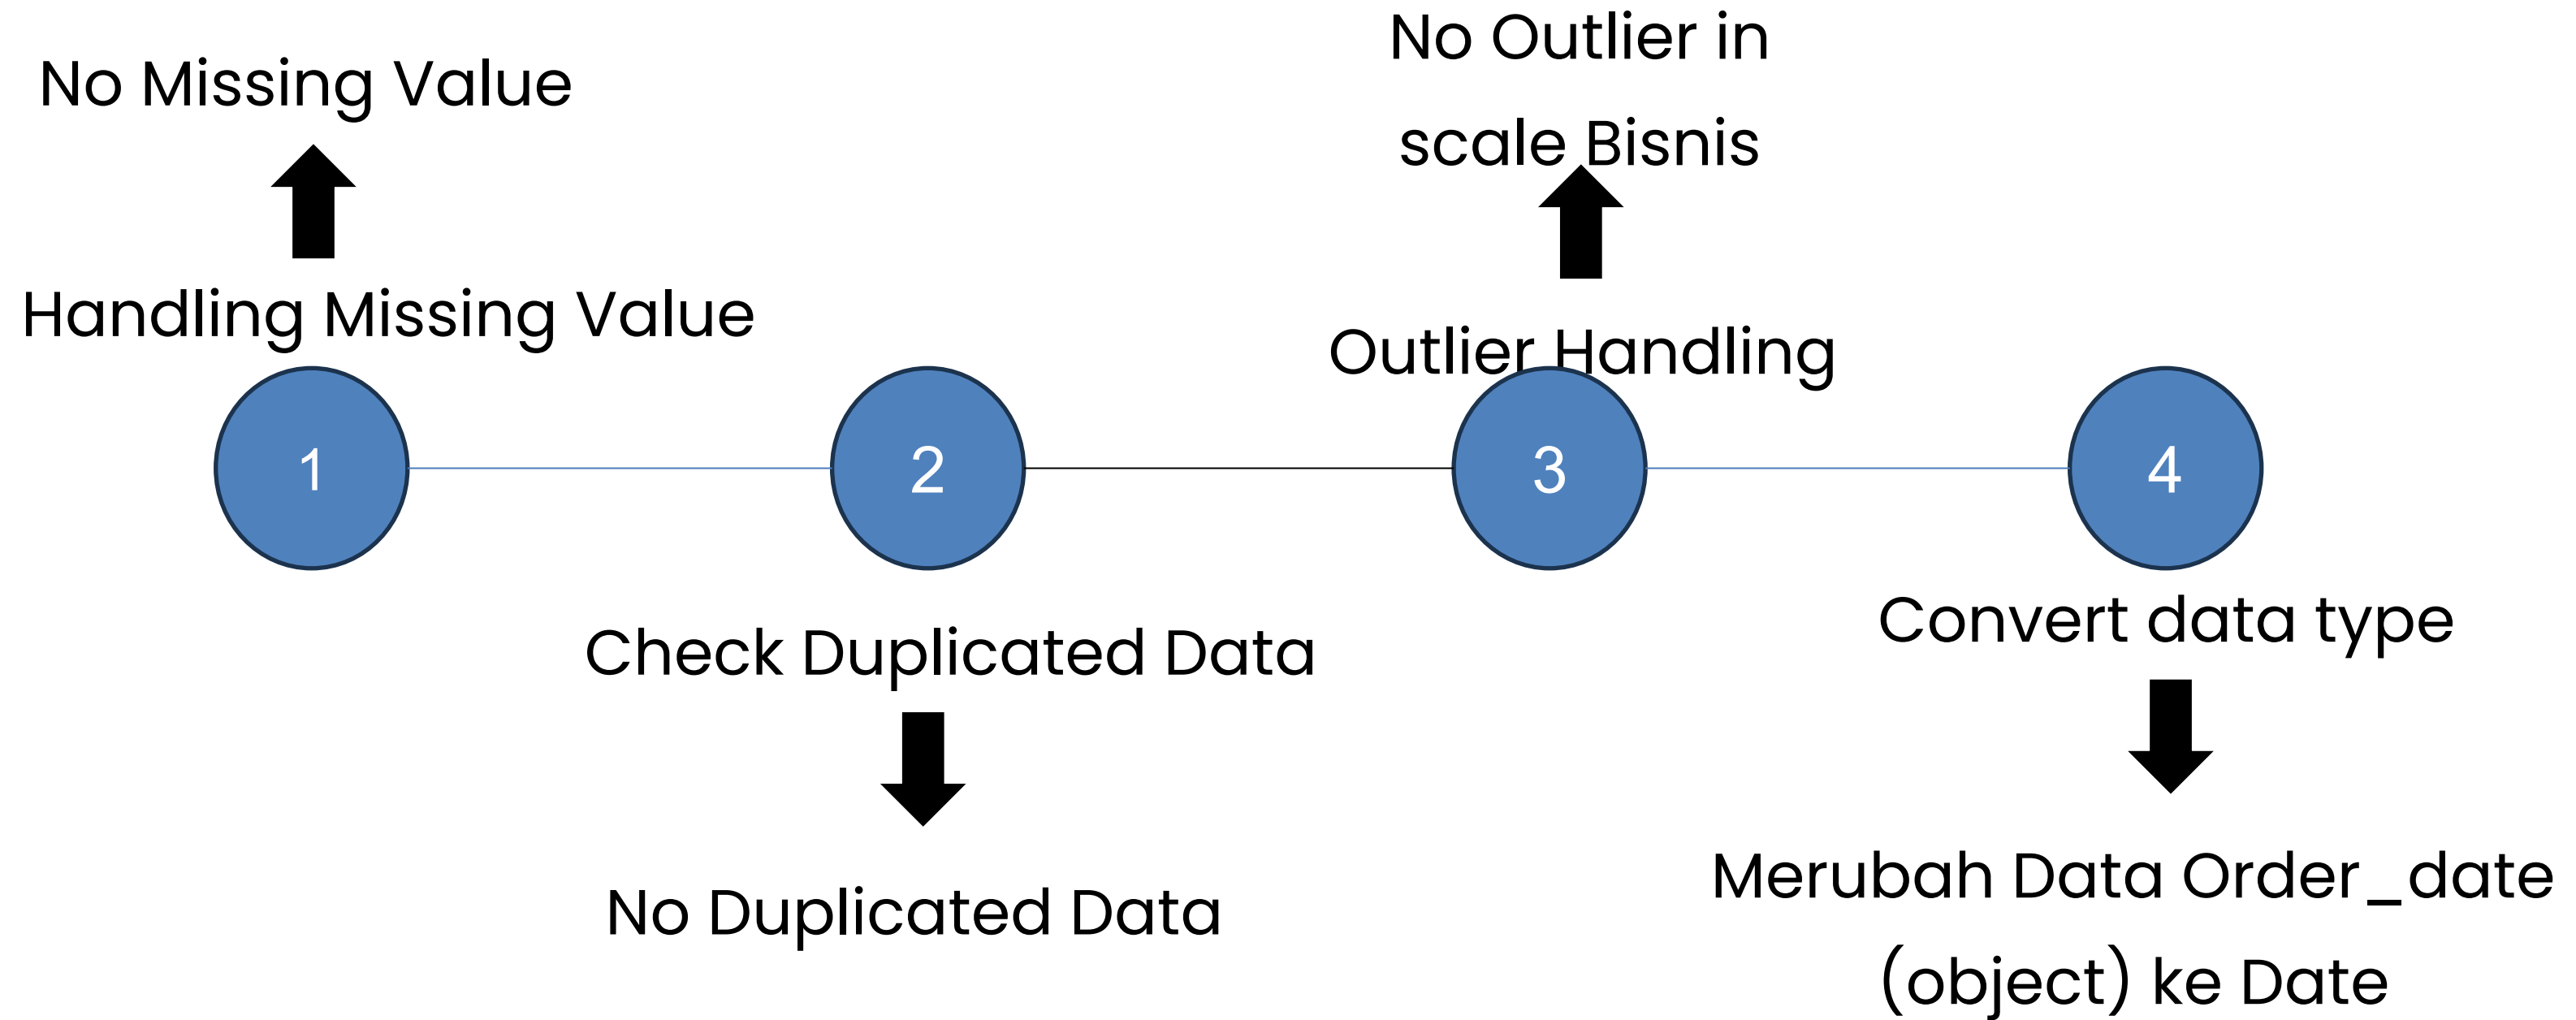 No Missing Value
Handling Missing Value
1
2
Check Duplicated Data
No Duplicated Data
No Outlier in
scale Bisnis
Outlier Handling
3
4
Convert data type
Merubah Data Order_date
(object) ke Date